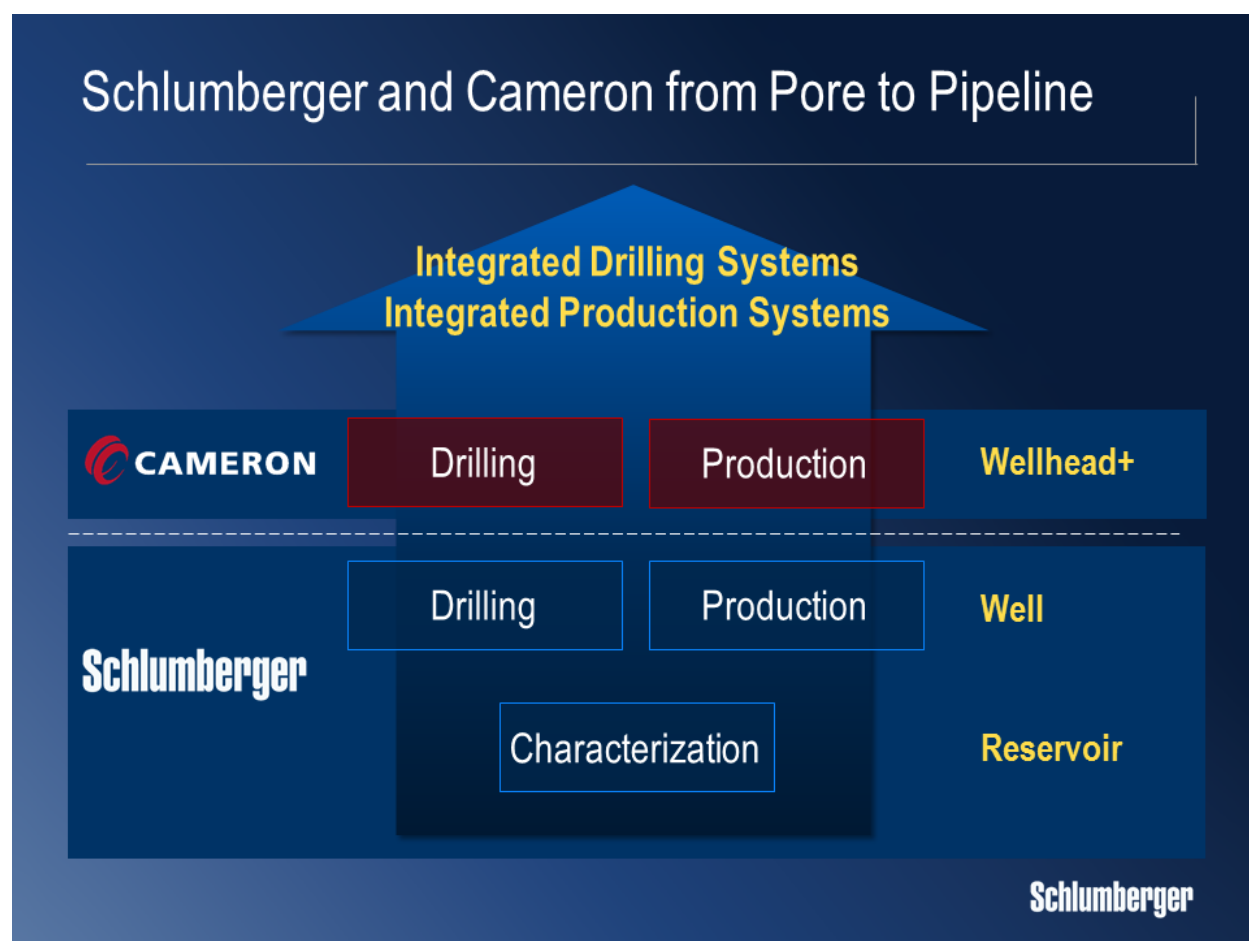 Schlumberger and Cameron from Pore to Pipeline
Integrated Drilling Systems
Integrated Production Systems
CAMERON
Drilling
Production
Wellhead+
Drilling
Production
Well
Schlumberger
Characterization
Reservoir
Schlumberger